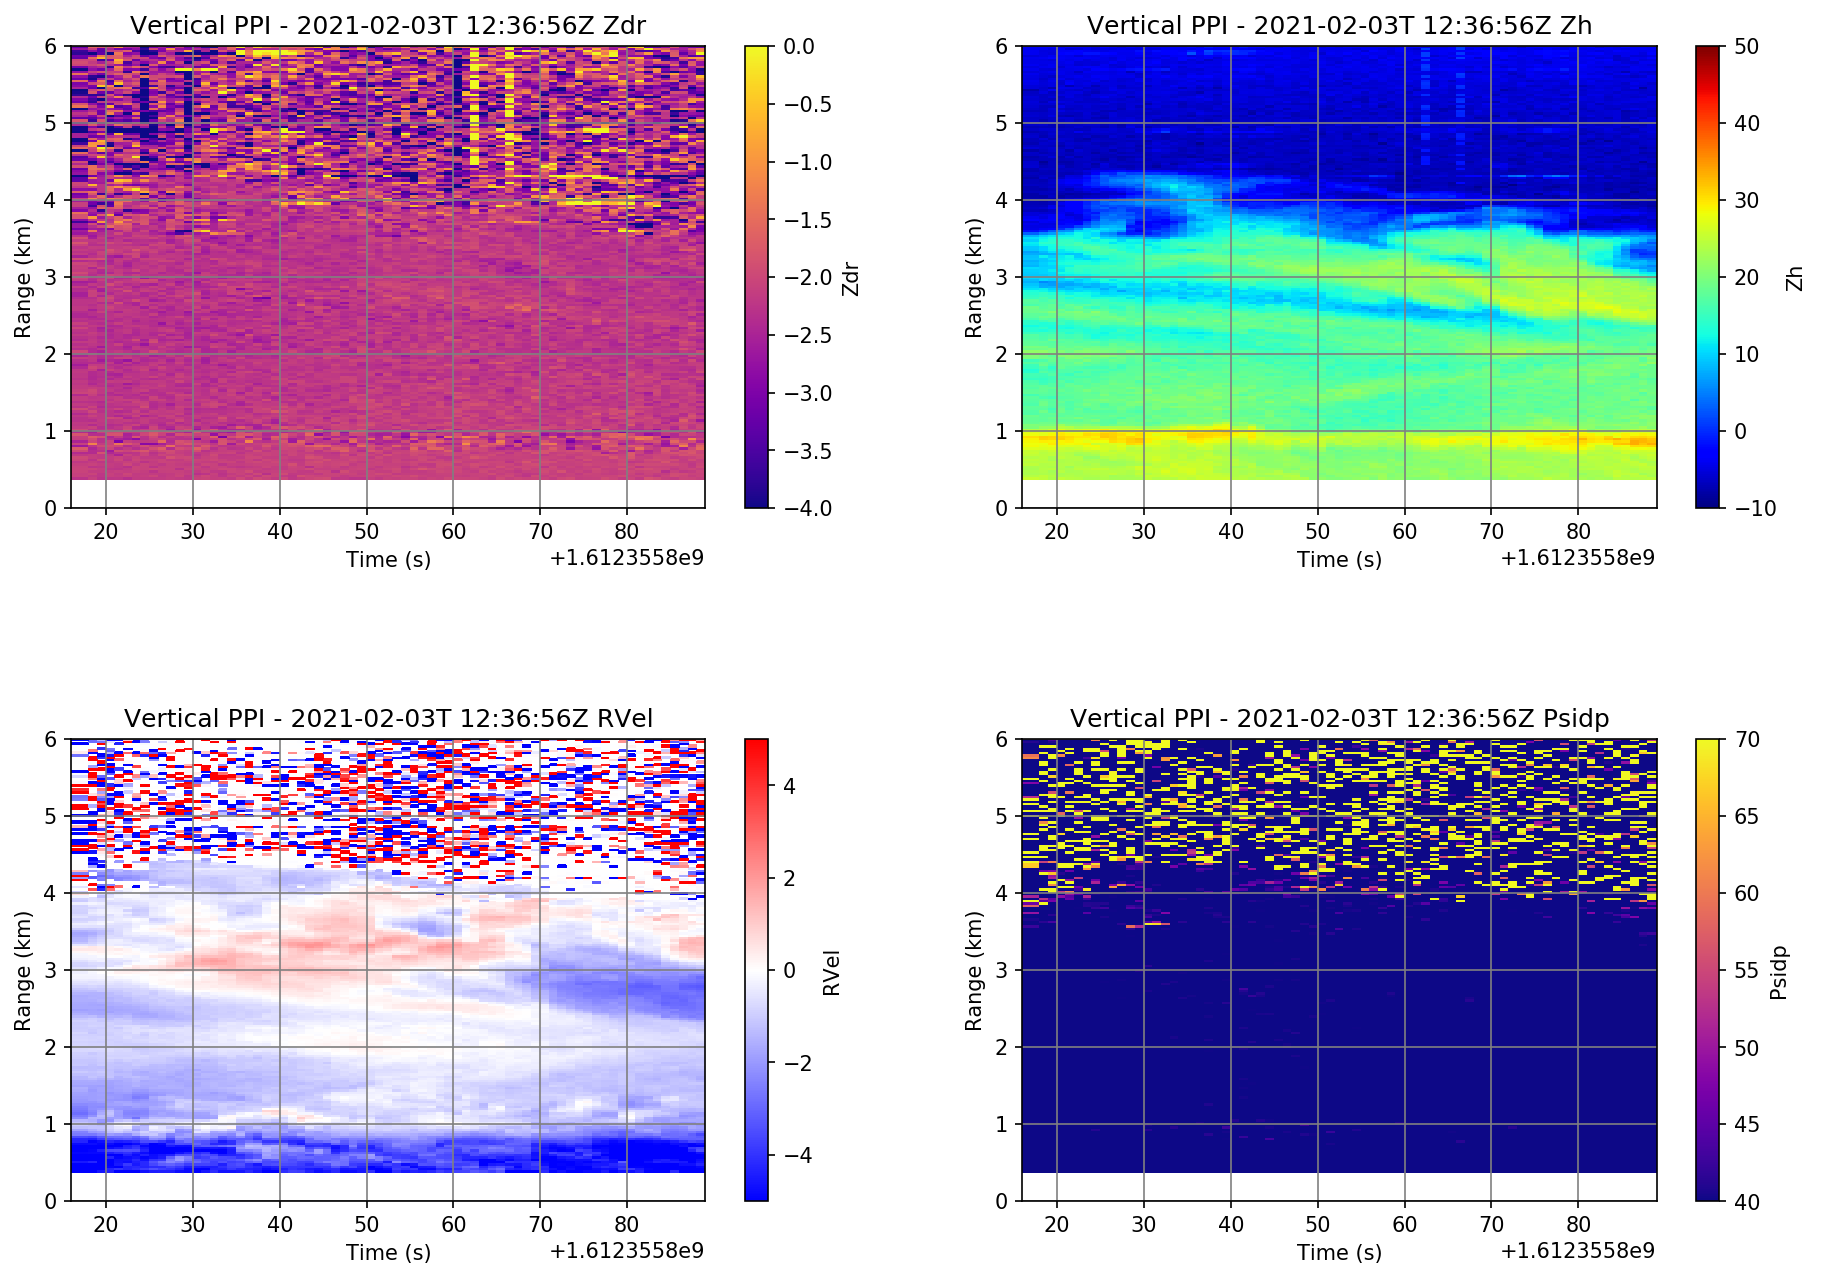 Vertical PPI - 2021-02-03T 12:36:56Z Zdr
6
5
4
3
2
1
0
Range (km)
20 30 40 50 60 70 80
Time (s)
+1.6123558e9
0.0
−0.5
−1.0
−1.5
−2.0
−2.5
−3.0
−3.5
−4.0
Zdr
Vertical PPI - 2021-02-03T 12:36:56Z Zh
6
5
4
3
2
1
0
Range (km)
20 30 40 50 60 70 80
Time (s)
+1.6123558e9
50
40
30
20
10
0
−10
Zh
Vertical PPI - 2021-02-03T 12:36:56Z RVel
6
5
4
3
2
1
0
Range (km)
20 30 40 50 60 70 80
Time (s)
+1.6123558e9
4
2
0
−2
−4
RVel
Vertical PPI - 2021-02-03T 12:36:56Z Psidp
6
5
4
3
2
1
0
Range (km)
20 30 40 50 60 70 80
Time (s)
+1.6123558e9
70
65
60
55
50
45
40
Psidp